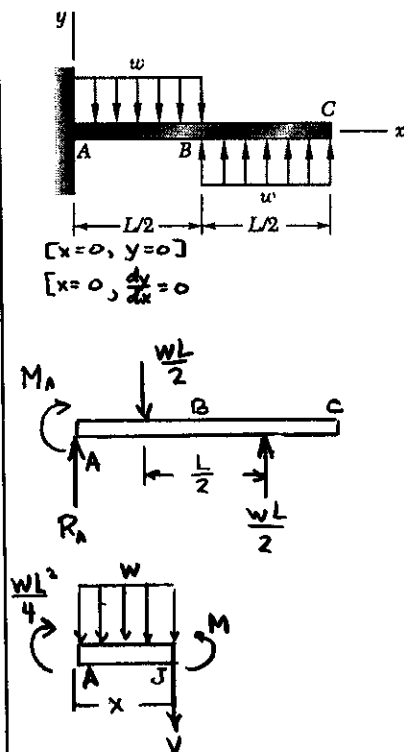 y
w
C
A B x
w
L/2 L/2
[x=0, y=0]
[x=0, dy/dx=0
wL/2
M_A B C
A L/2
R_A wL/2
wL²/4 w
M
A J
x
V